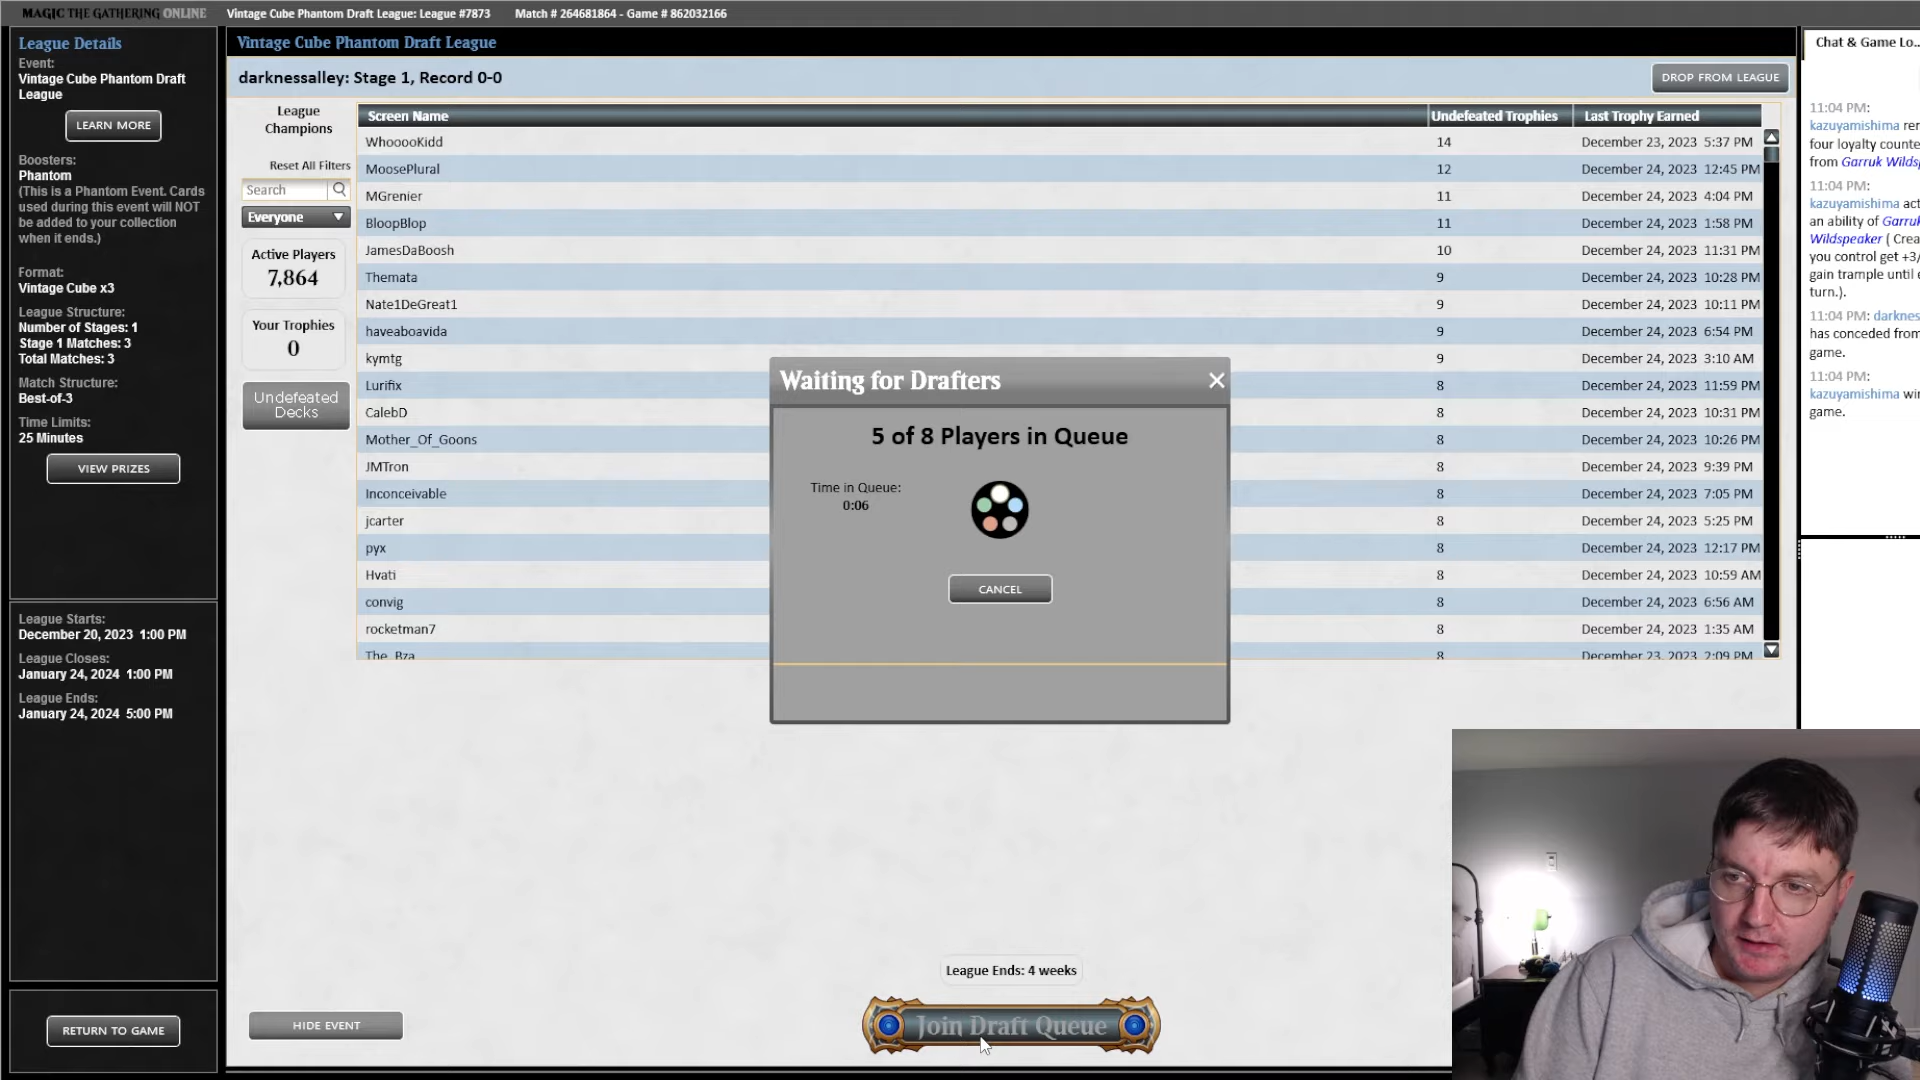 MAGIC THE GATHERING ONLINE
Vintage Cube Phantom Draft League: League #7873
Match # 264681864 - Game # 862032166
League Details
Event:
Vintage Cube Phantom Draft
League
LEARN MORE
Boosters:
Phantom
(This is a Phantom Event. Cards
used during this event will NOT
be added to your collection
when it ends.)
Format:
Vintage Cube x3
League Structure:
Number of Stages: 1
Stage 1 Matches: 3
Total Matches: 3
Match Structure:
Best-of-3
Time Limits:
25 Minutes
VIEW PRIZES
League Starts:
December 20, 2023 1:00 PM
League Closes:
January 24, 2024 1:00 PM
League Ends:
January 24, 2024 5:00 PM
RETURN TO GAME
Vintage Cube Phantom Draft League
darknessalley: Stage 1, Record 0-0
DROP FROM LEAGUE
League
Champions
Reset All Filters
Search
Everyone
Active Players
7,864
Your Trophies
0
Undefeated
Decks
Screen Name Undefeated Trophies Last Trophy Earned
WhooooKidd 14 December 23, 2023 5:37 PM
MoosePlural 12 December 24, 2023 12:45 PM
MGrenier 11 December 24, 2023 4:04 PM
BloopBlop 11 December 24, 2023 1:58 PM
JamesDaBoosh 10 December 24, 2023 11:31 PM
Themata 9 December 24, 2023 10:28 PM
Nate1DeGreat1 9 December 24, 2023 10:11 PM
haveaboavida 9 December 24, 2023 6:54 PM
kymtg 9 December 24, 2023 3:10 AM
Lurifix 8 December 24, 2023 11:59 PM
CalebD 8 December 24, 2023 10:31 PM
Mother_Of_Goons 8 December 24, 2023 10:26 PM
JMTron 8 December 24, 2023 9:39 PM
Inconceivable 8 December 24, 2023 7:05 PM
jcarter 8 December 24, 2023 5:25 PM
pyx 8 December 24, 2023 12:17 PM
Hvati 8 December 24, 2023 10:59 AM
convig 8 December 24, 2023 6:56 AM
rocketman7 8 December 24, 2023 1:35 AM
The_Bza 8 December 23, 2023 2:09 PM
Waiting for Drafters
5 of 8 Players in Queue
Time in Queue:
0:06
CANCEL
League Ends: 4 weeks
HIDE EVENT
Join Draft Queue
Chat & Game Lo...
11:04 PM:
kazuyamishima rer
four loyalty counte
from Garruk Wilds
11:04 PM:
kazuyamishima act
an ability of Garruk
Wildspeaker ( Crea
you control get +3/
gain trample until e
turn.).
11:04 PM: darknes
has conceded from
game.
11:04 PM:
kazuyamishima win
game.